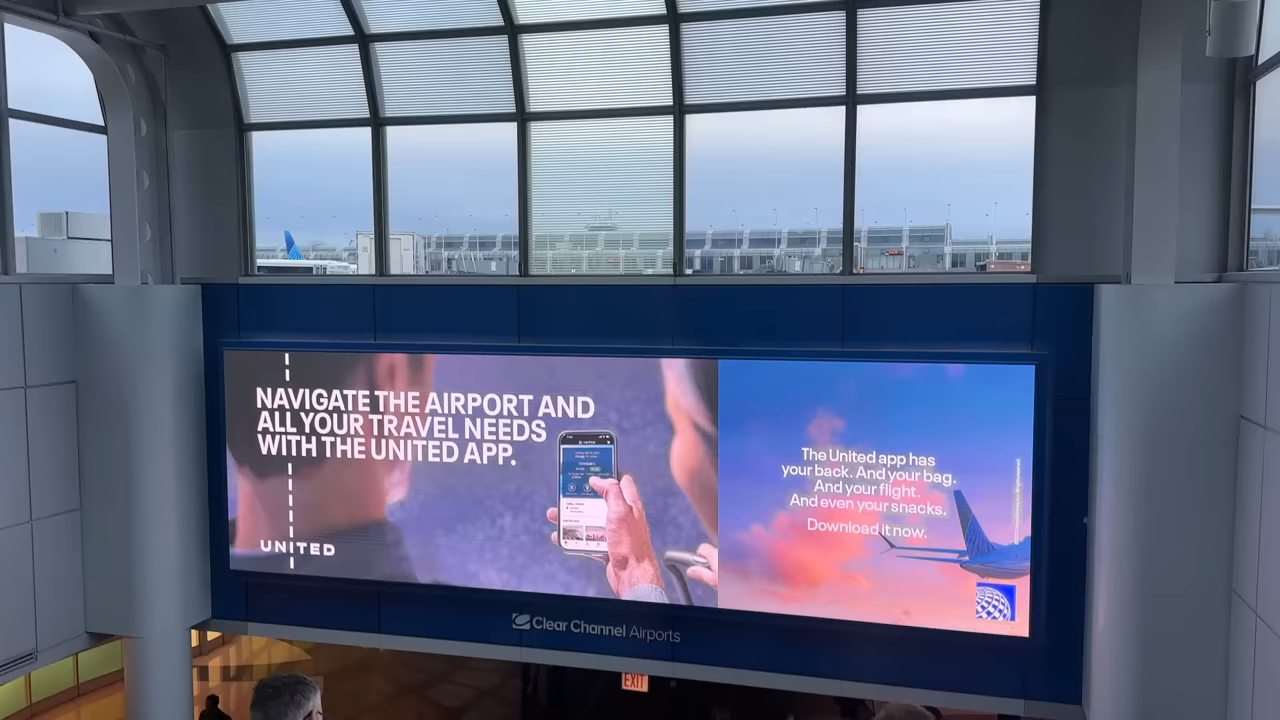 NAVIGATE THE AIRPORT AND
ALL YOUR TRAVEL NEEDS
WITH THE UNITED APP.
UNITED
The United app has
your back. And your bag.
And your flight.
And even your snacks.
Download it now.
Clear Channel Airports
EXIT